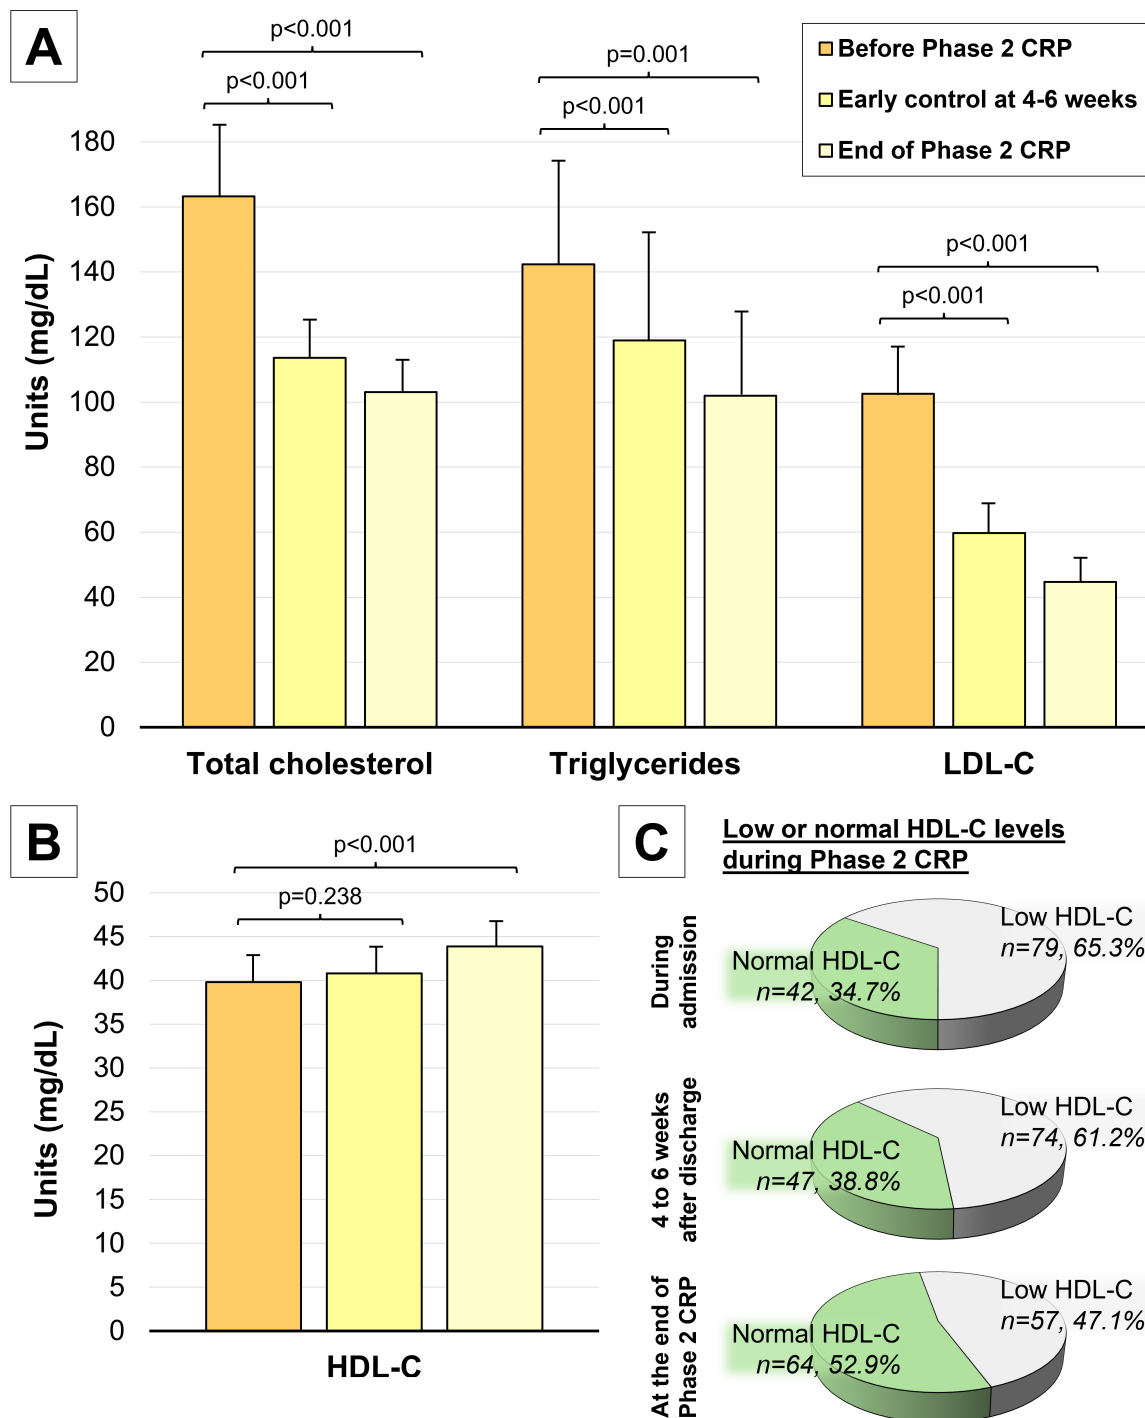 A
p<0.001
p<0.001
p=0.001
p<0.001
p<0.001
p<0.001
Before Phase 2 CRP
Early control at 4-6 weeks
End of Phase 2 CRP
Units (mg/dL)
180
160
140
120
100
80
60
40
20
0
Total cholesterol
Triglycerides
LDL-C
B
p<0.001
p=0.238
Units (mg/dL)
50
45
40
35
30
25
20
15
10
5
0
HDL-C
C
Low or normal HDL-C levels
during Phase 2 CRP
During
admission
Low HDL-C
n=79, 65.3%
Normal HDL-C
n=42, 34.7%
4 to 6 weeks
after discharge
Low HDL-C
n=74, 61.2%
Normal HDL-C
n=47, 38.8%
At the end of
Phase 2 CRP
Low HDL-C
n=57, 47.1%
Normal HDL-C
n=64, 52.9%